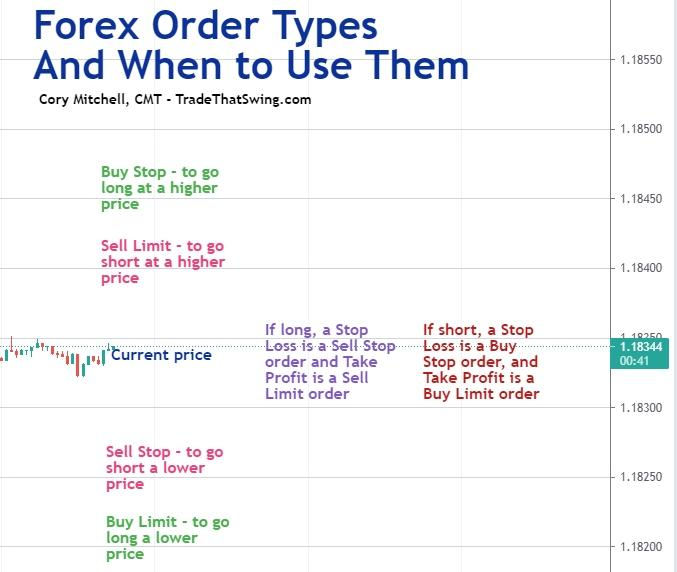 Forex Order Types
And When to Use Them
Cory Mitchell, CMT - TradeThatSwing.com
1.18550
1.18500
Buy Stop - to go
long at a higher
price
1.18450
Sell Limit - to go
short at a higher
price
1.18400
1.18350
1.18344
00:41
Current price
If long, a Stop
Loss is a Sell Stop
order and Take
Profit is a Sell
Limit order
If short, a Stop
Loss is a Buy
Stop order, and
Take Profit is a
Buy Limit order
1.18300
Sell Stop - to go
short a lower
price
1.18250
Buy Limit - to go
long a lower
price
1.18200